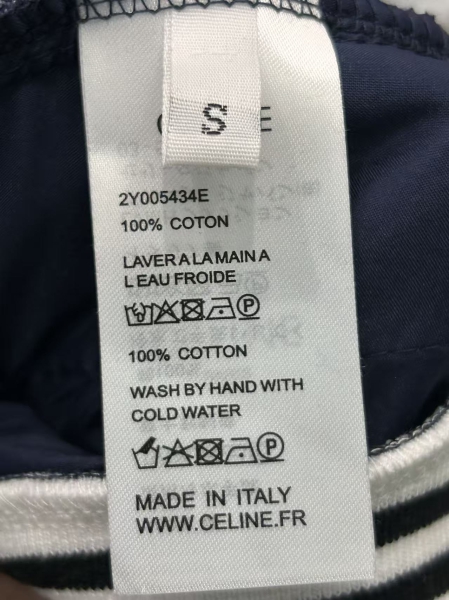 S
2Y005434E
100% COTON
LAVER A LA MAIN A
L EAU FROIDE
P
100% COTTON
WASH BY HAND WITH
COLD WATER
P
MADE IN ITALY
WWW.CELINE.FR